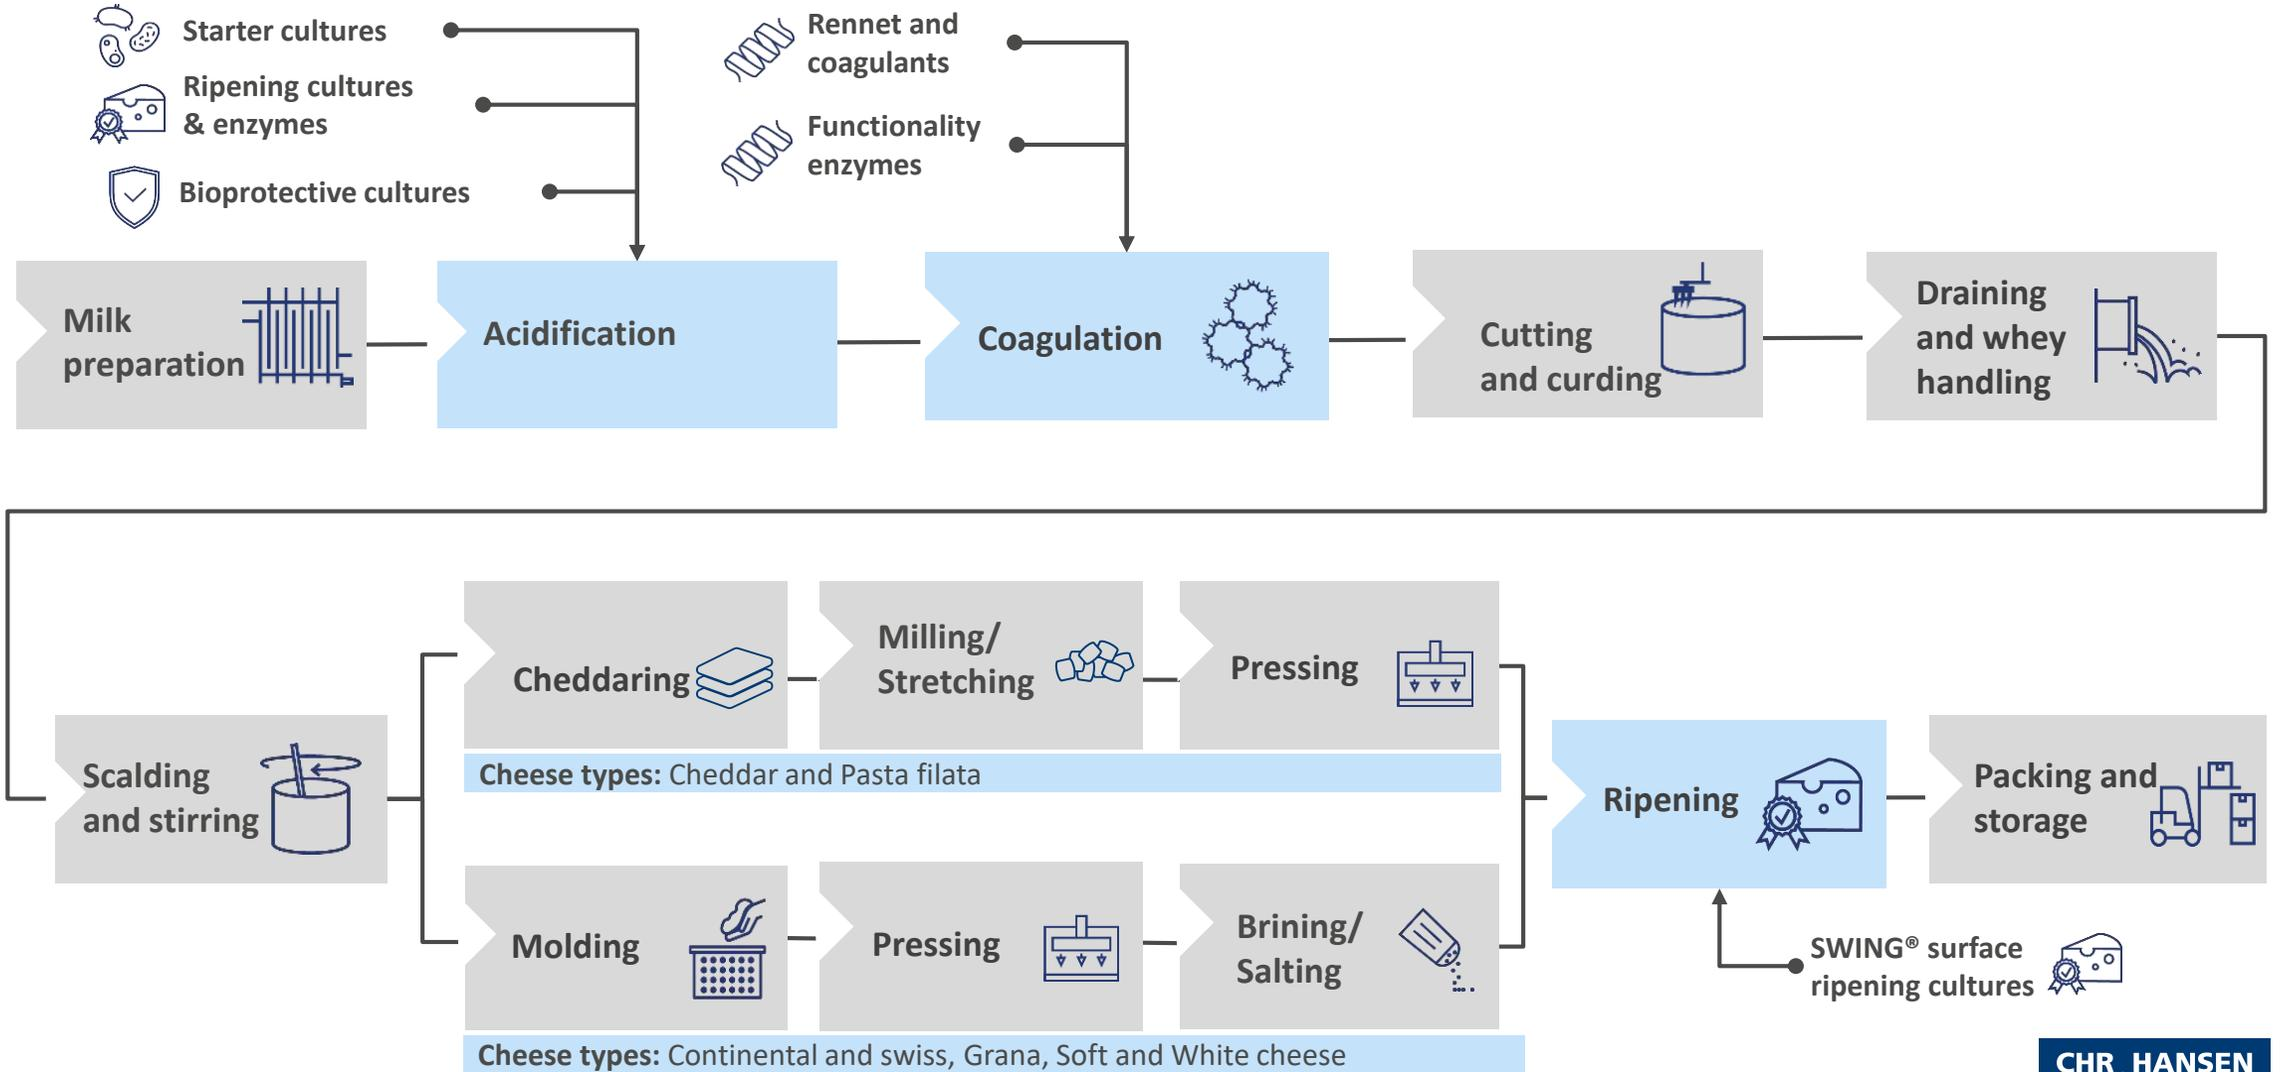 Starter cultures
Ripening cultures
& enzymes
Bioprotective cultures
Rennet and
coagulants
Functionality
enzymes
Milk
preparation
Acidification
Coagulation
Cutting
and curding
Draining
and whey
handling
Scalding
and stirring
Cheddaring
Milling/
Stretching
Pressing
Cheese types: Cheddar and Pasta filata
Molding
Pressing
Brining/
Salting
Cheese types: Continental and swiss, Grana, Soft and White cheese
Ripening
Packing and
storage
SWING® surface
ripening cultures
CHR HANSEN